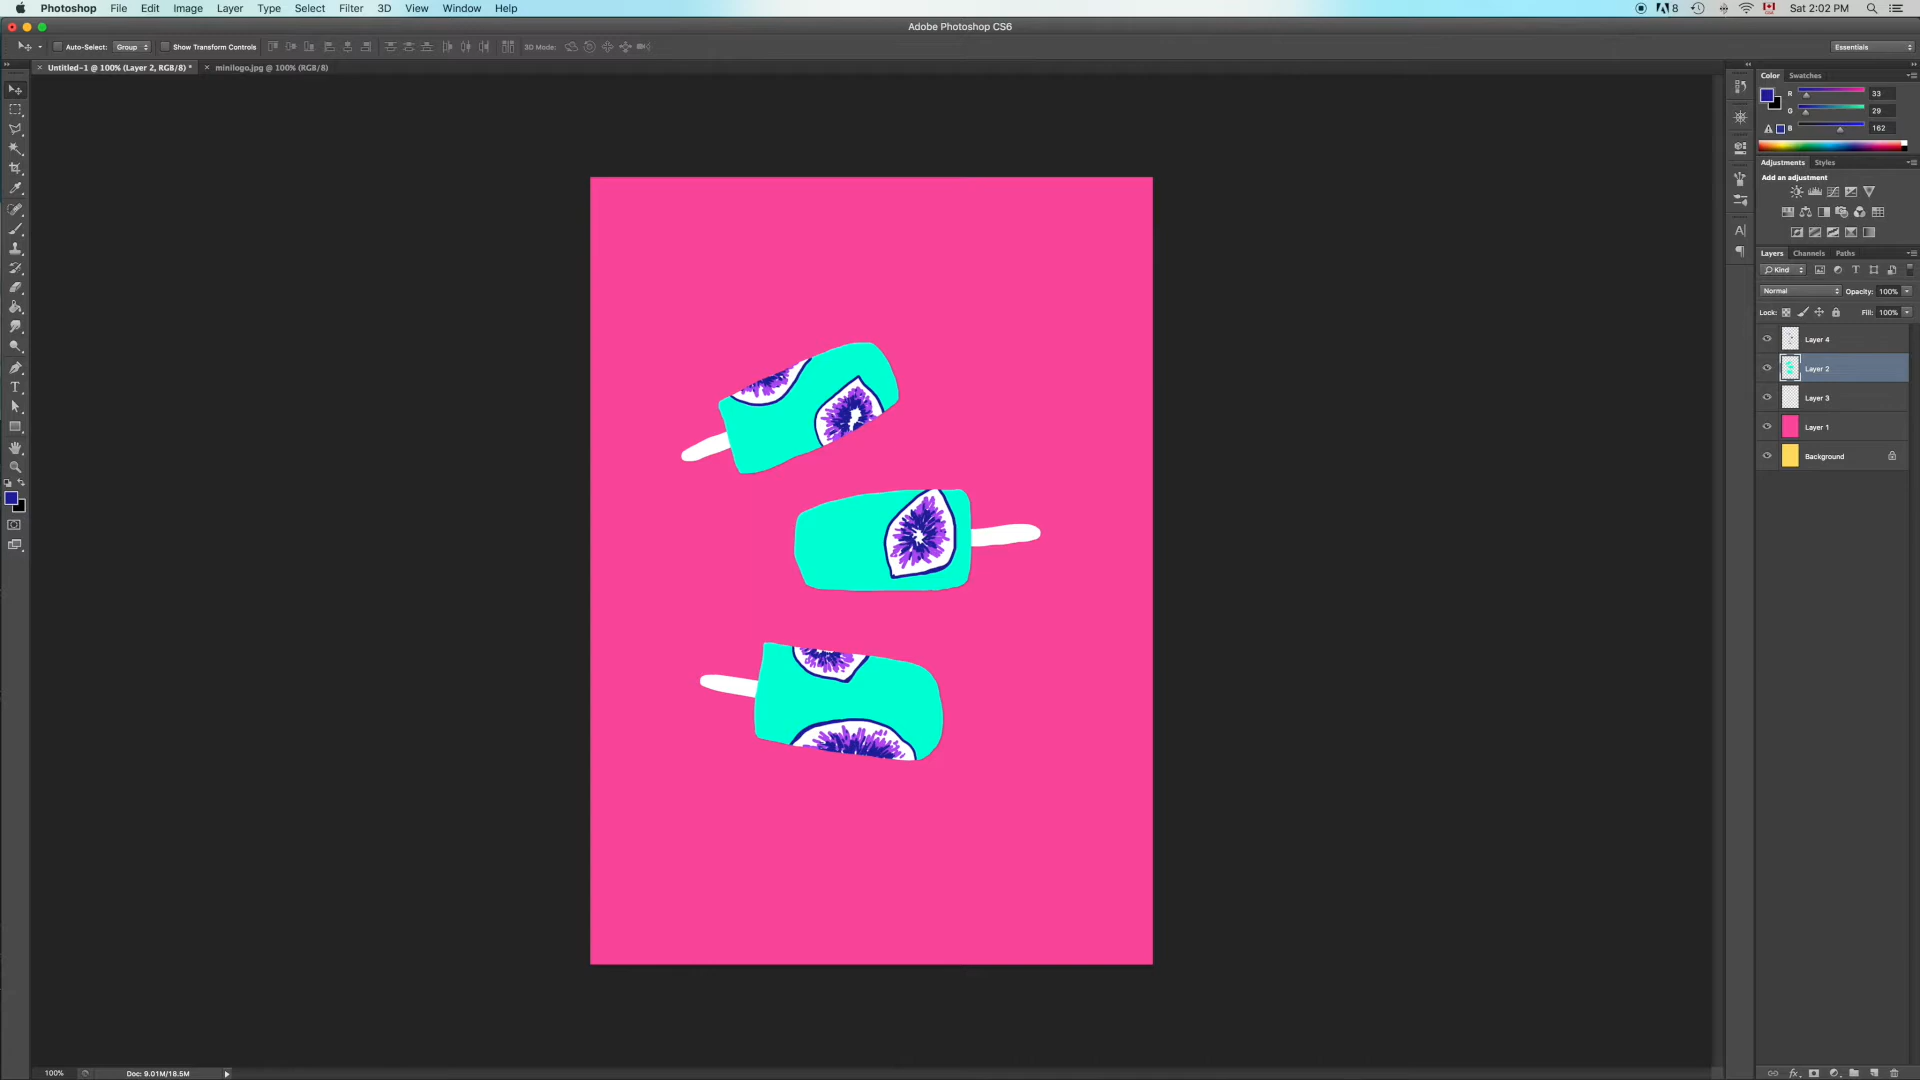 Photoshop File Edit Image Layer Type Select Filter 3D View Window Help 8 Sat 2:02 PM
Adobe Photoshop CS6
Auto-Select: Group Show Transform Controls 3D Mode: Essentials
Untitled-1 @ 100% (Layer 2, RGB/8) * minilogo.jpg @ 100% (RGB/8)
Color Swatches
R 33
G 29
B 162
Adjustments Styles
Add an adjustment
Layers Channels Paths
Kind
Normal Opacity: 100%
Lock: Fill: 100%
Layer 4
Layer 2
Layer 3
Layer 1
Background
100% Doc: 9.01M/18.5M